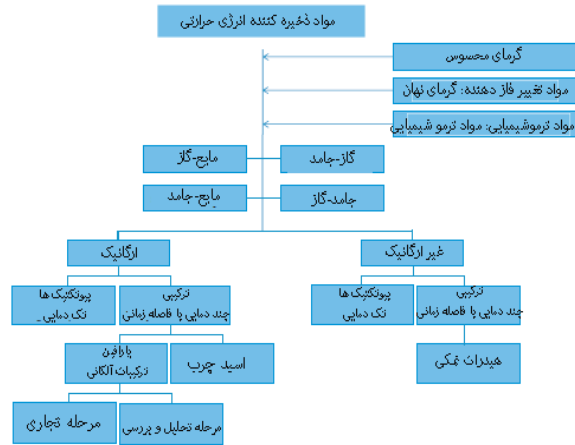 مواد ذخیره کننده انرژی حرارتی
گرمای محسوس
مواد تغییر فاز دهنده: گرمای نهان
مواد ترموشیمیایی: مواد ترمو شیمیایی
گاز-جامد
مایع-گاز
جامد-گاز
مایع-جامد
غیر ارگانیک
ارگانیک
ترکیبی
چند دمایی با فاصله زمانی
یوتکتیک ها
تک دمایی
ترکیبی
چند دمایی با فاصله زمانی
یوتکتیک ها
تک دمایی
هیدرات نمکی
اسید چرب
پارافین
ترکیبات آلکانی
مرحله تحلیل و بررسی
مرحله تجاری